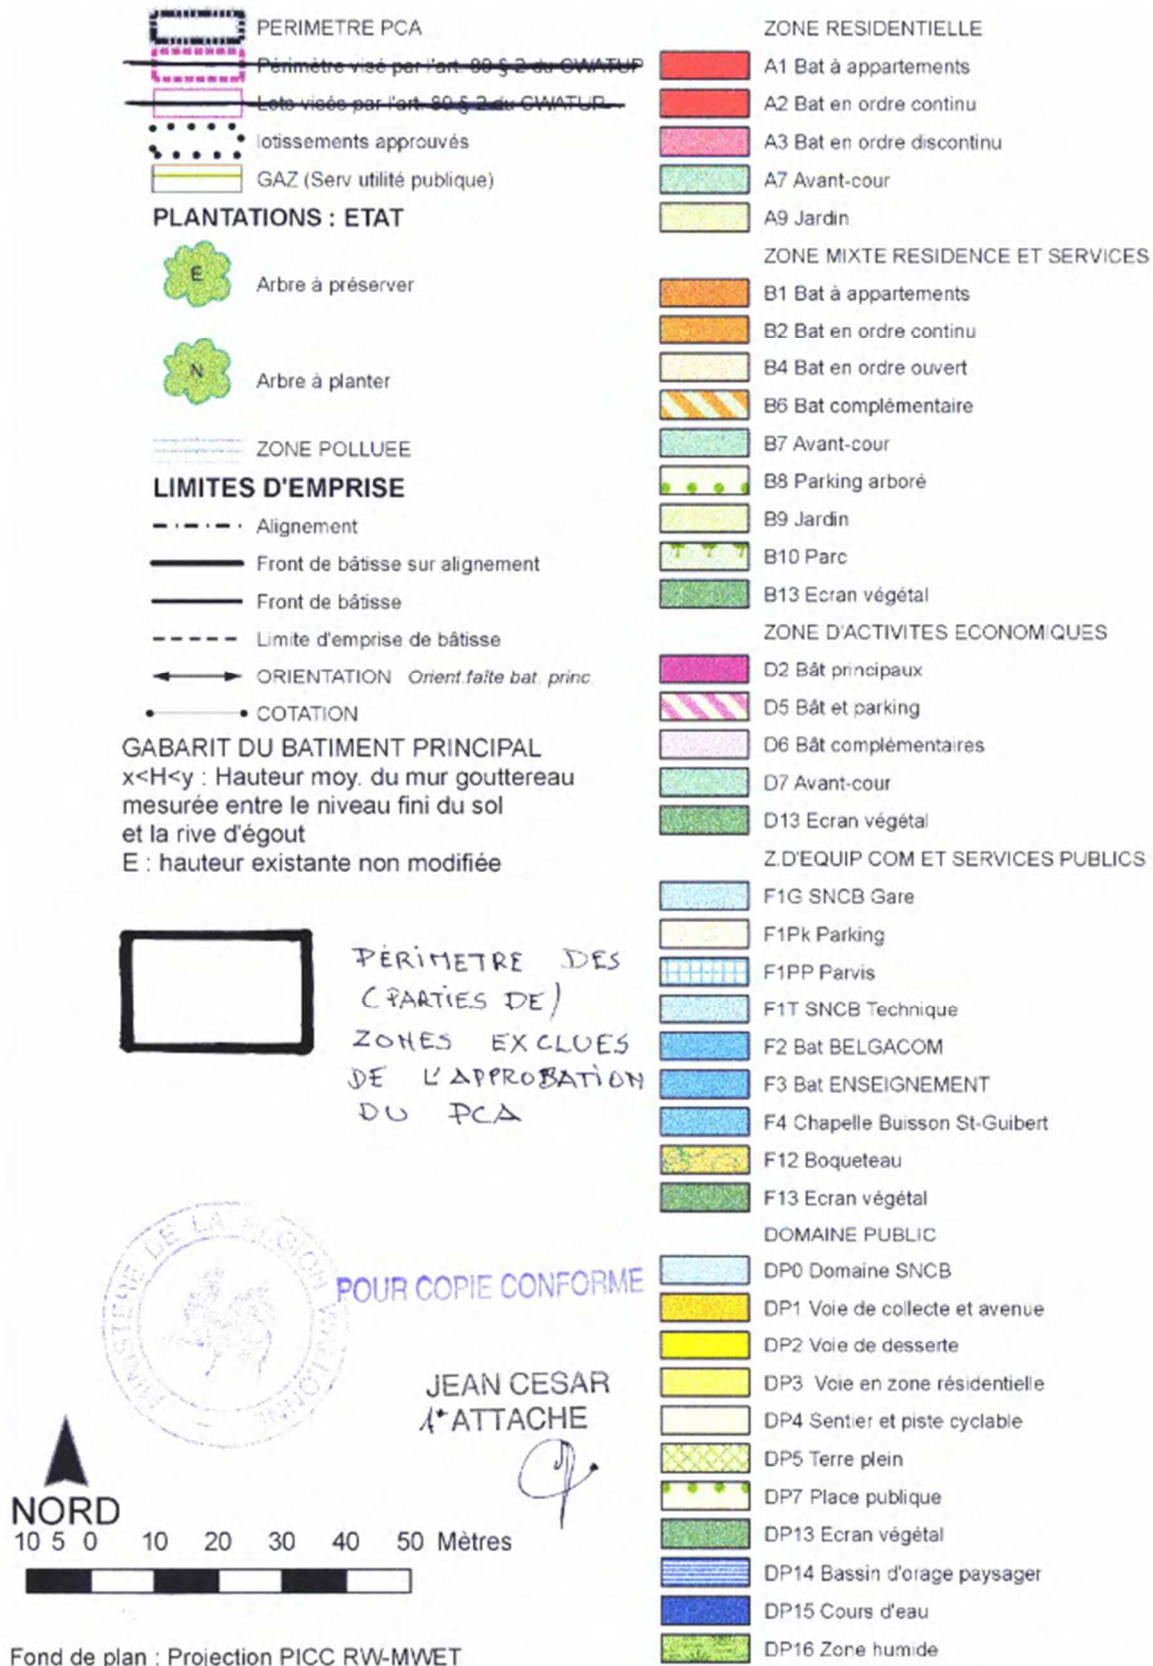 PERIMETRE PCA
Périmètre visé par l'art. 89 § 2 du CWATUP
Lots visés par l'art. 89 § 2 du CWATUP
lotissements approuvés
GAZ (Serv utilité publique)
PLANTATIONS : ETAT
E
Arbre à préserver
N
Arbre à planter
ZONE POLLUEE
LIMITES D'EMPRISE
Alignement
Front de bâtisse sur alignement
Front de bâtisse
Limite d'emprise de bâtisse
ORIENTATION Orient.faîte bat. princ.
COTATION
GABARIT DU BATIMENT PRINCIPAL
x<H<y : Hauteur moy. du mur gouttereau
mesurée entre le niveau fini du sol
et la rive d'égout
E : hauteur existante non modifiée
PÉRIMETRE DES
(PARTIES DE)
ZONES EXCLUES
DE L'APPROBATION
DU PCA
MINISTERE DE LA REGION WALLONNE
POUR COPIE CONFORME
JEAN CESAR
1er ATTACHE
NORD
10 5 0 10 20 30 40 50 Mètres
Fond de plan : Projection PICC RW-MWET
ZONE RESIDENTIELLE
A1 Bat à appartements
A2 Bat en ordre continu
A3 Bat en ordre discontinu
A7 Avant-cour
A9 Jardin
ZONE MIXTE RESIDENCE ET SERVICES
B1 Bat à appartements
B2 Bat en ordre continu
B4 Bat en ordre ouvert
B6 Bat complémentaire
B7 Avant-cour
B8 Parking arboré
B9 Jardin
B10 Parc
B13 Ecran végétal
ZONE D'ACTIVITES ECONOMIQUES
D2 Bât principaux
D5 Bât et parking
D6 Bât complémentaires
D7 Avant-cour
D13 Ecran végétal
Z.D'EQUIP COM ET SERVICES PUBLICS
F1G SNCB Gare
F1Pk Parking
F1PP Parvis
F1T SNCB Technique
F2 Bat BELGACOM
F3 Bat ENSEIGNEMENT
F4 Chapelle Buisson St-Guibert
F12 Boqueteau
F13 Ecran végétal
DOMAINE PUBLIC
DP0 Domaine SNCB
DP1 Voie de collecte et avenue
DP2 Voie de desserte
DP3 Voie en zone résidentielle
DP4 Sentier et piste cyclable
DP5 Terre plein
DP7 Place publique
DP13 Ecran végétal
DP14 Bassin d'orage paysager
DP15 Cours d'eau
DP16 Zone humide